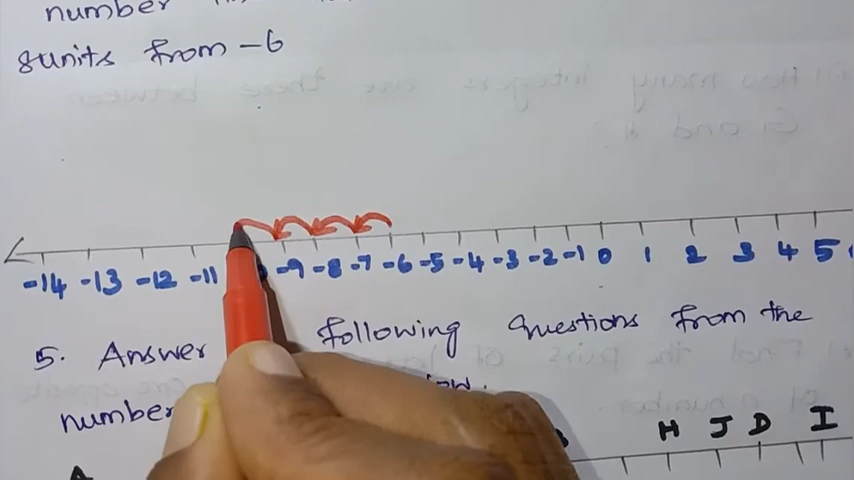 number
8units from -6
-14 -13 -12 -11 -9 -8 -7 -6 -5 -4 -3 -2 -1 0 1 2 3 4 5
5. Answer following Questions from the
number
H J D I